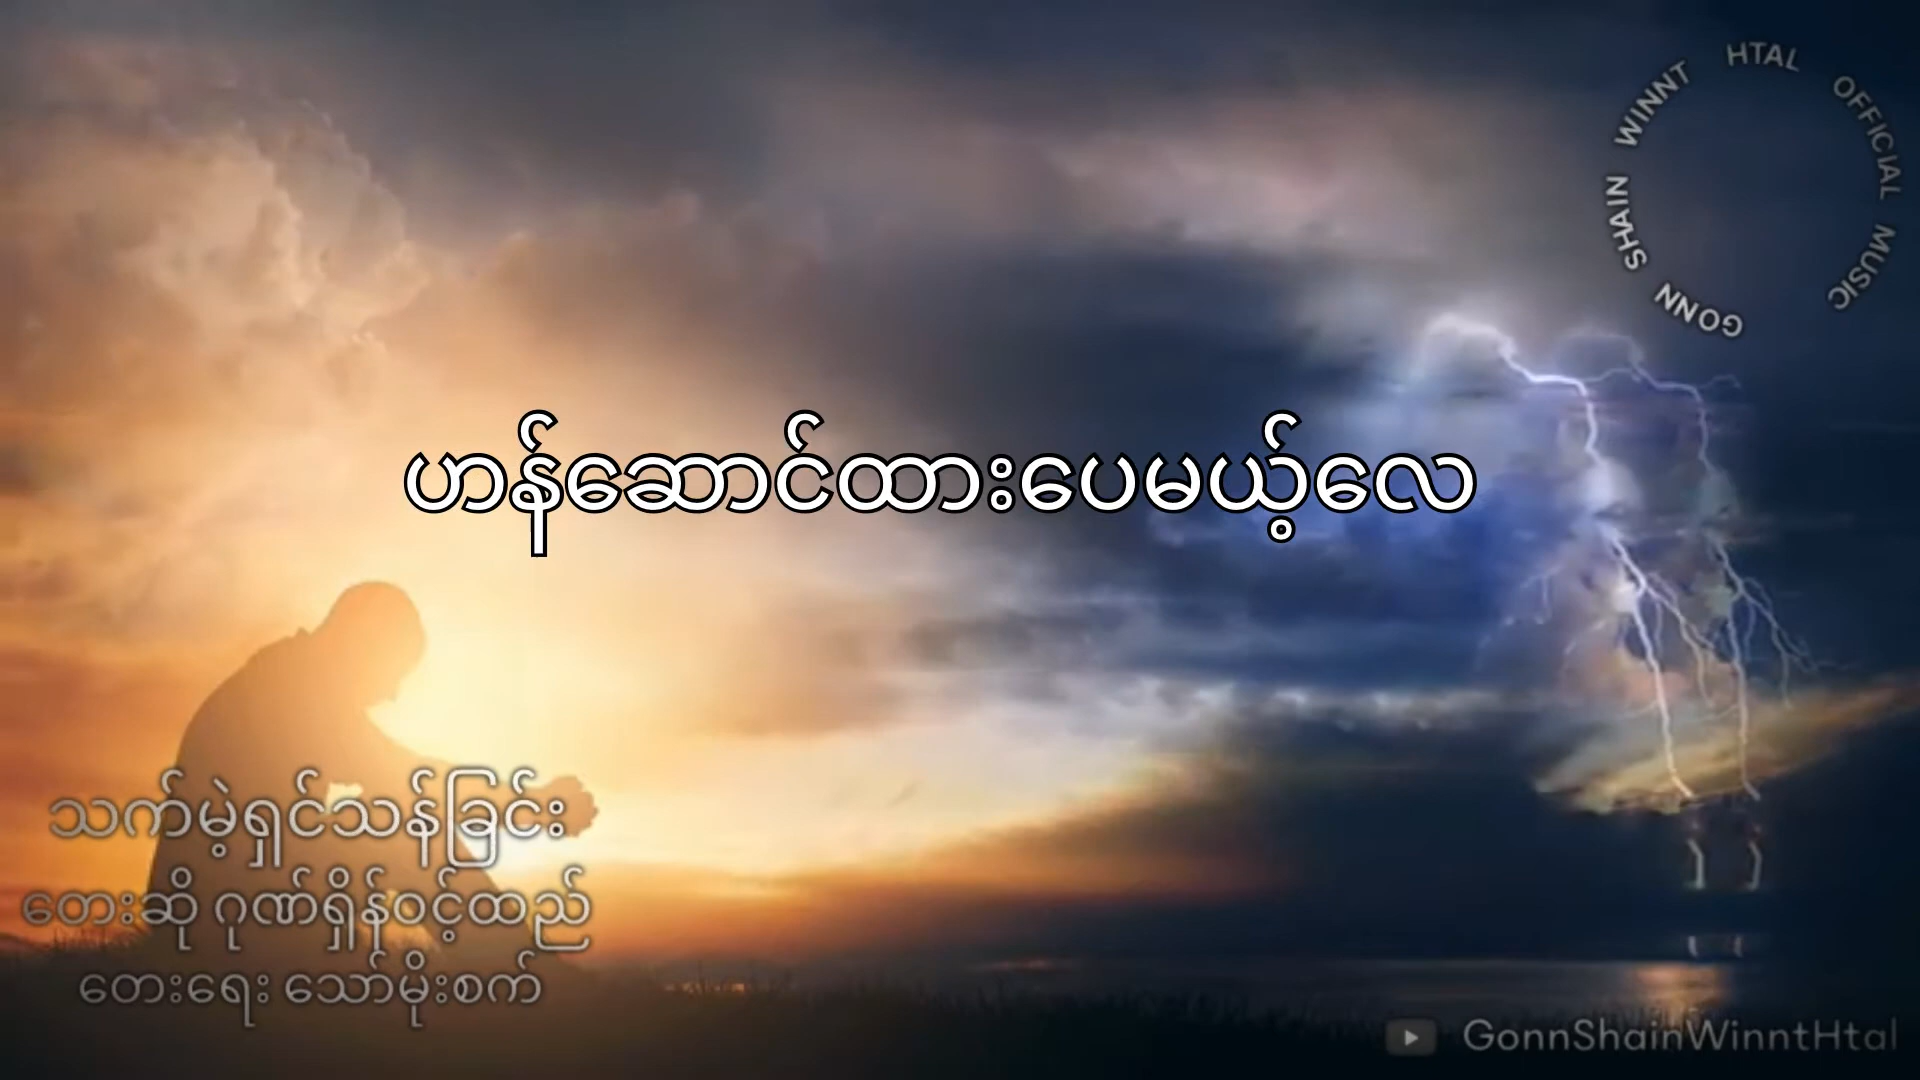 GONN SHAIN WINNT HTAL OFFICIAL MUSIC
ဟန်ဆောင်ထားပေမယ့်လေ
သက်မဲ့ရှင်သန်ခြင်း
တေးဆို ဂုဏ်ရှိန်ဝင့်ထည်
တေးရေး သော်မိုးစက်
GonnShainWinntHtal